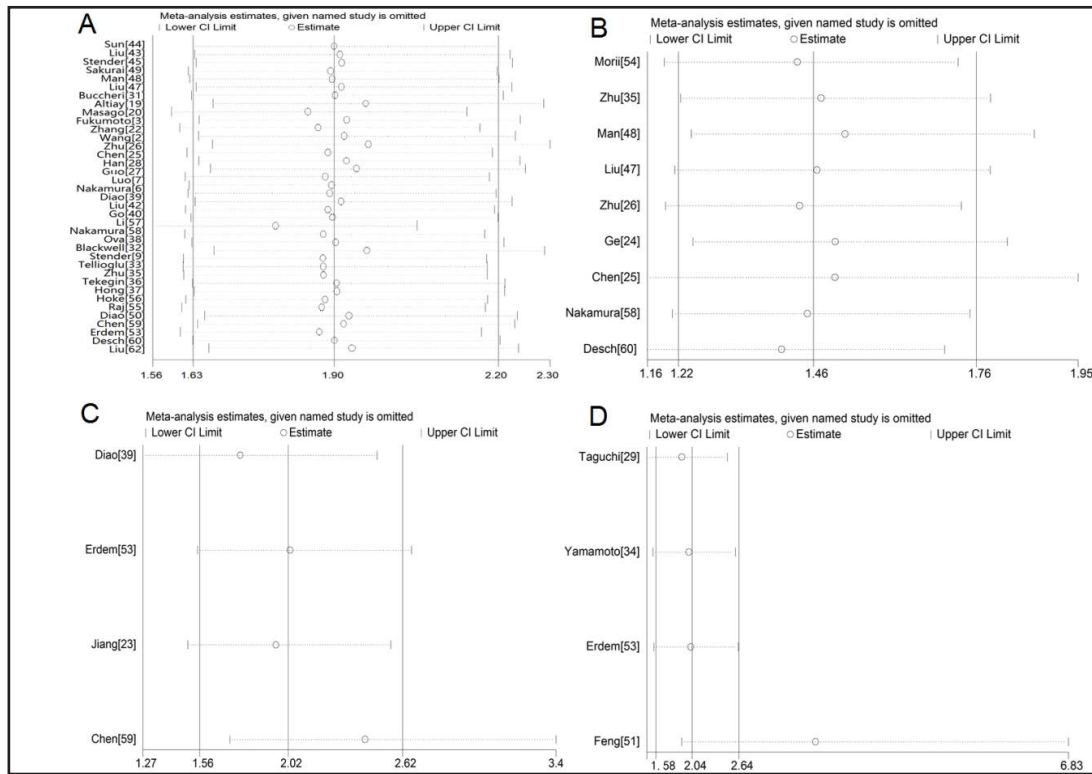 A
Meta-analysis estimates, given named study is omitted
Lower CI Limit Estimate Upper CI Limit
Sun[44]
Liu[43]
Stender[45]
Sakurai[49]
Man[48]
Liu[47]
Buccheri[31]
Altiay[19]
Masago[20]
Fukumoto[3]
Zhang[22]
Wang[2]
Zhu[26]
Chen[25]
Han[28]
Guo[27]
Luo[7]
Nakamura[6]
Diao[39]
Liu[42]
Go[40]
Li[57]
Nakamura[58]
Ova[38]
Blackwell[32]
Stender[9]
Tellioglu[33]
Zhu[35]
Tekegin[36]
Hong[37]
Hoke[56]
Raj[55]
Diao[50]
Chen[59]
Erdem[53]
Desch[60]
Liu[62]
1.56 1.63 1.90 2.20 2.30
B
Meta-analysis estimates, given named study is omitted
Lower CI Limit Estimate Upper CI Limit
Morii[54]
Zhu[35]
Man[48]
Liu[47]
Zhu[26]
Ge[24]
Chen[25]
Nakamura[58]
Desch[60]
1.16 1.22 1.46 1.76 1.95
C
Meta-analysis estimates, given named study is omitted
Lower CI Limit Estimate Upper CI Limit
Diao[39]
Erdem[53]
Jiang[23]
Chen[59]
1.27 1.56 2.02 2.62 3.4
D
Meta-analysis estimates, given named study is omitted
Lower CI Limit Estimate Upper CI Limit
Taguchi[29]
Yamamoto[34]
Erdem[53]
Feng[51]
1.58 2.04 2.64 6.83